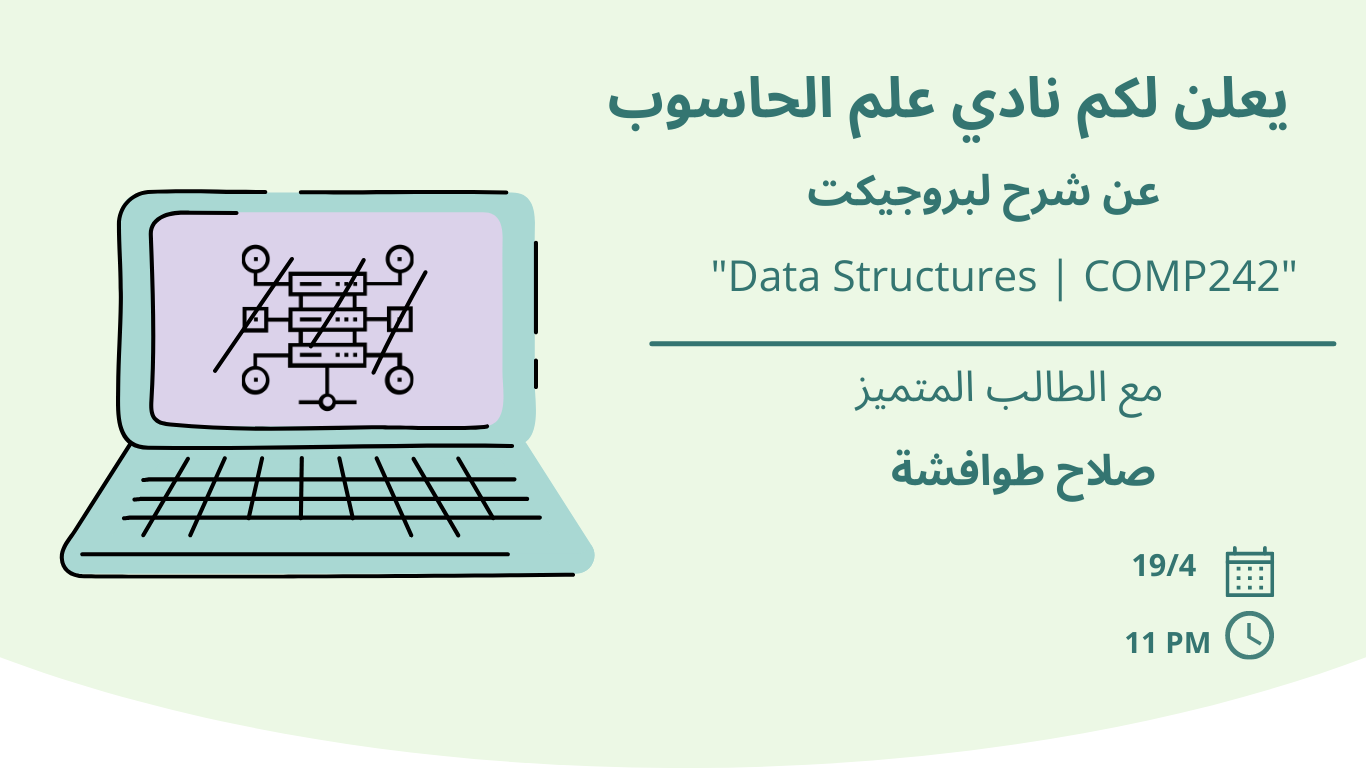 يعلن لكم نادي علم الحاسوب
عن شرح لبروجيكت
"Data Structures | COMP242"
مع الطالب المتميز
صلاح طوافشة
19/4
11 PM